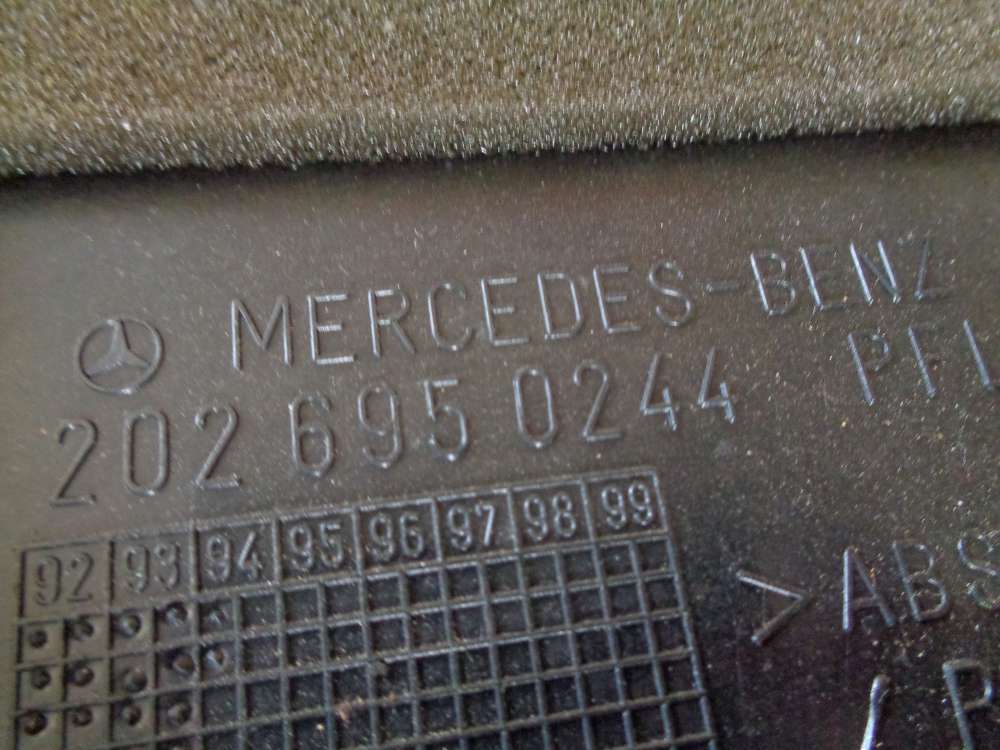 MERCEDES-BENZ
202 695 0244
92 93 94 95 96 97 98 99
>ABS